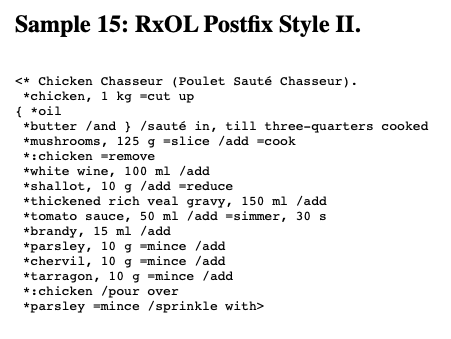 Sample 15: RxOL Postfix Style II.
<* Chicken Chasseur (Poulet Sauté Chasseur).
*chicken, 1 kg =cut up
{ *oil
*butter /and } /sauté in, till three-quarters cooked
*mushrooms, 125 g =slice /add =cook
*:chicken =remove
*white wine, 100 ml /add
*shallot, 10 g /add =reduce
*thickened rich veal gravy, 150 ml /add
*tomato sauce, 50 ml /add =simmer, 30 s
*brandy, 15 ml /add
*parsley, 10 g =mince /add
*chervil, 10 g =mince /add
*tarragon, 10 g =mince /add
*:chicken /pour over
*parsley =mince /sprinkle with>